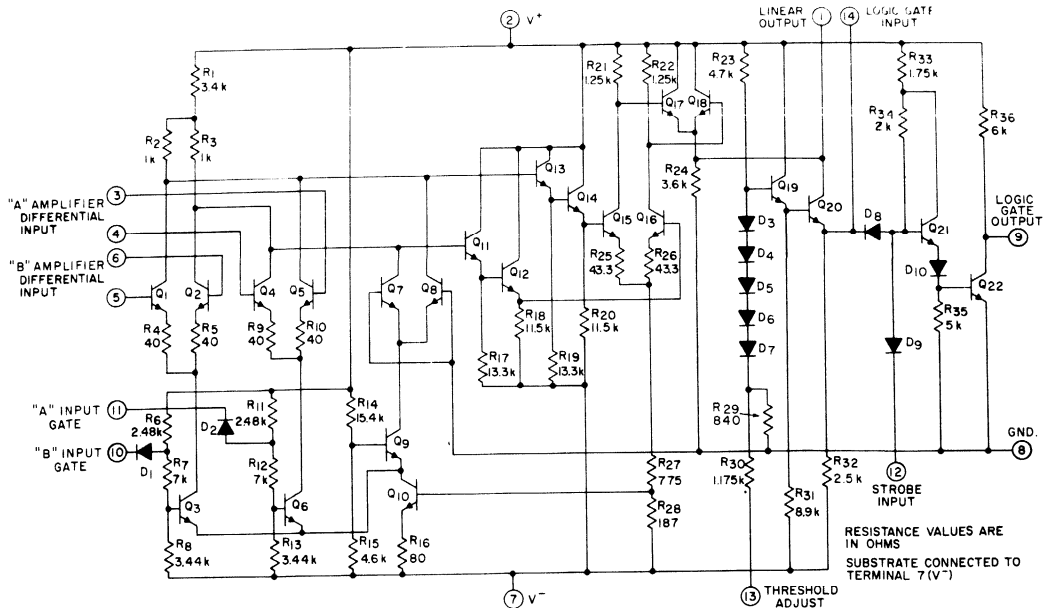 LINEAR OUTPUT 1
14 LOGIC GATE INPUT
2 V+
R1 3.4k
R2 1k
R3 1k
R21 1.25k
R22 1.25k
R23 4.7k
R33 1.75k
R34 2k
R36 6k
Q17
Q18
3
"A" AMPLIFIER DIFFERENTIAL INPUT
4
6
"B" AMPLIFIER DIFFERENTIAL INPUT
5
Q13
Q14
R24 3.6k
Q19
Q20
D8
Q21
LOGIC GATE OUTPUT
9
Q11
Q12
Q15
Q16
D3
D4
D5
D6
D7
D10
Q22
Q1
Q2
Q4
Q5
Q7
Q8
R25 43.3
R26 43.3
R4 40
R5 40
R9 40
R10 40
R18 11.5k
R20 11.5k
R17 13.3k
R19 13.3k
R35 5k
D9
"A" INPUT GATE 11
"B" INPUT GATE 10
R6 2.48k
D2
R11 2.48k
R14 15.4k
D1
R7 7k
R12 7k
Q9
Q10
R29 840
GND. 8
R27 775
R30 1.175k
R32 2.5k
12 STROBE INPUT
Q3
Q6
R28 187
R31 8.9k
R8 3.44k
R13 3.44k
R15 4.6k
R16 80
RESISTANCE VALUES ARE
IN OHMS
SUBSTRATE CONNECTED TO
TERMINAL 7 (V-)
7 V-
13 THRESHOLD ADJUST